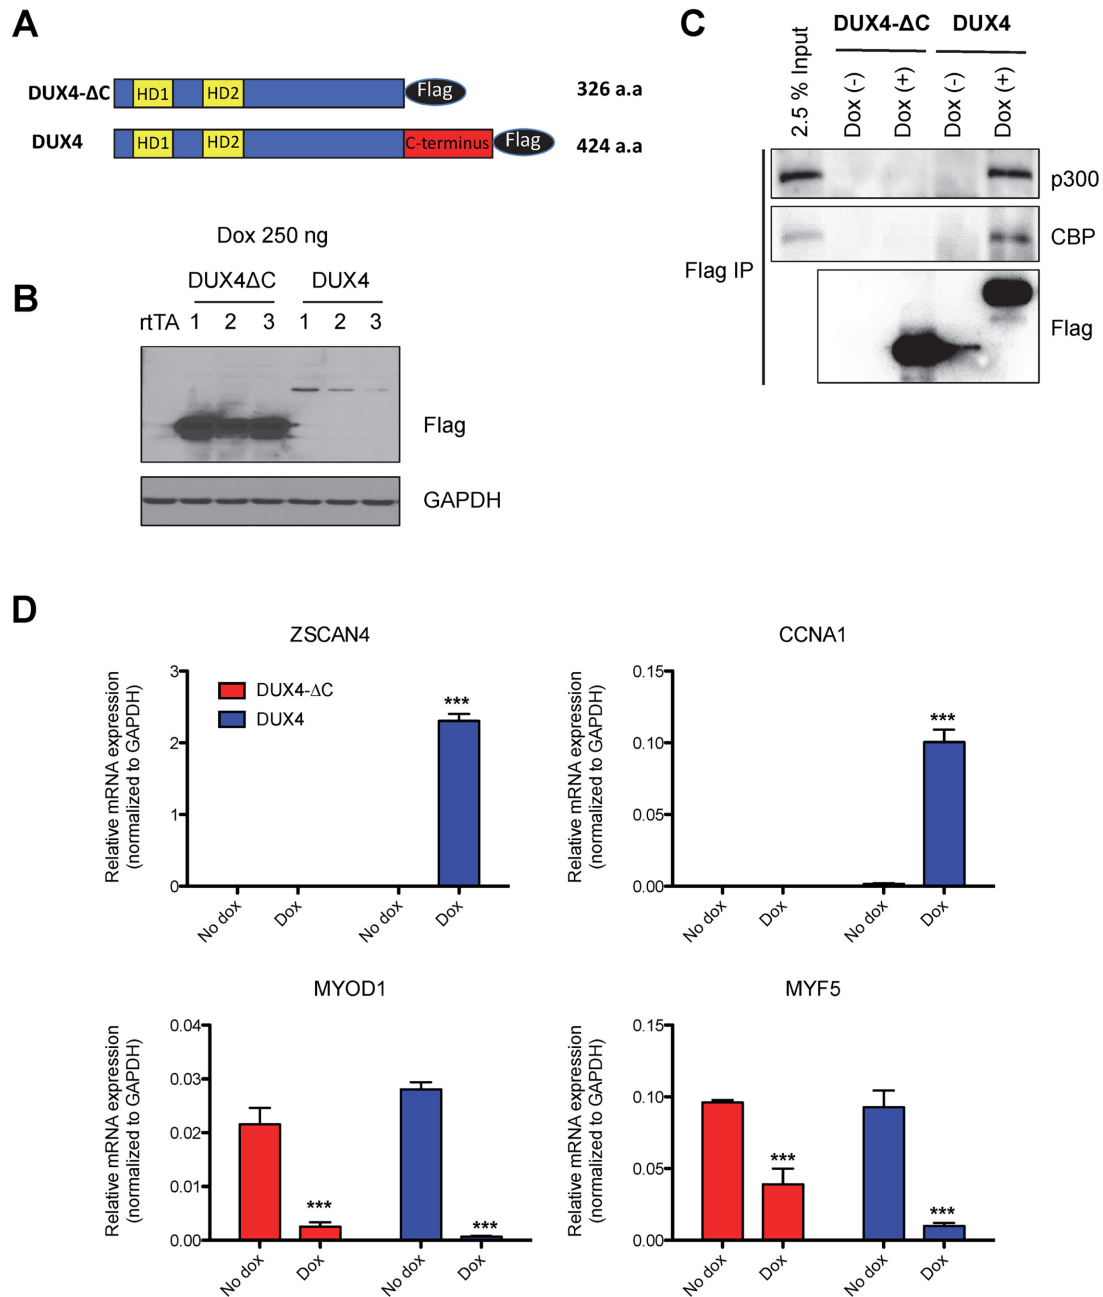 A
DUX4-ΔC HD1 HD2 Flag 326 a.a
DUX4 HD1 HD2 C-terminus Flag 424 a.a
B
Dox 250 ng
DUX4ΔC DUX4
rtTA 1 2 3 1 2 3
Flag
GAPDH
C
DUX4-ΔC DUX4
2.5 % Input Dox (-) Dox (+) Dox (-) Dox (+)
p300
CBP
Flag IP
Flag
D
ZSCAN4
Relative mRNA expression
(normalized to GAPDH)
3
2
1
0
DUX4-ΔC
DUX4
***
No dox Dox No dox Dox
CCNA1
Relative mRNA expression
(normalized to GAPDH)
0.15
0.10
0.05
0.00
***
No dox Dox No dox Dox
MYOD1
Relative mRNA expression
(normalized to GAPDH)
0.04
0.03
0.02
0.01
0.00
***
***
No dox Dox No dox Dox
MYF5
Relative mRNA expression
(normalized to GAPDH)
0.15
0.10
0.05
0.00
***
***
No dox Dox No dox Dox